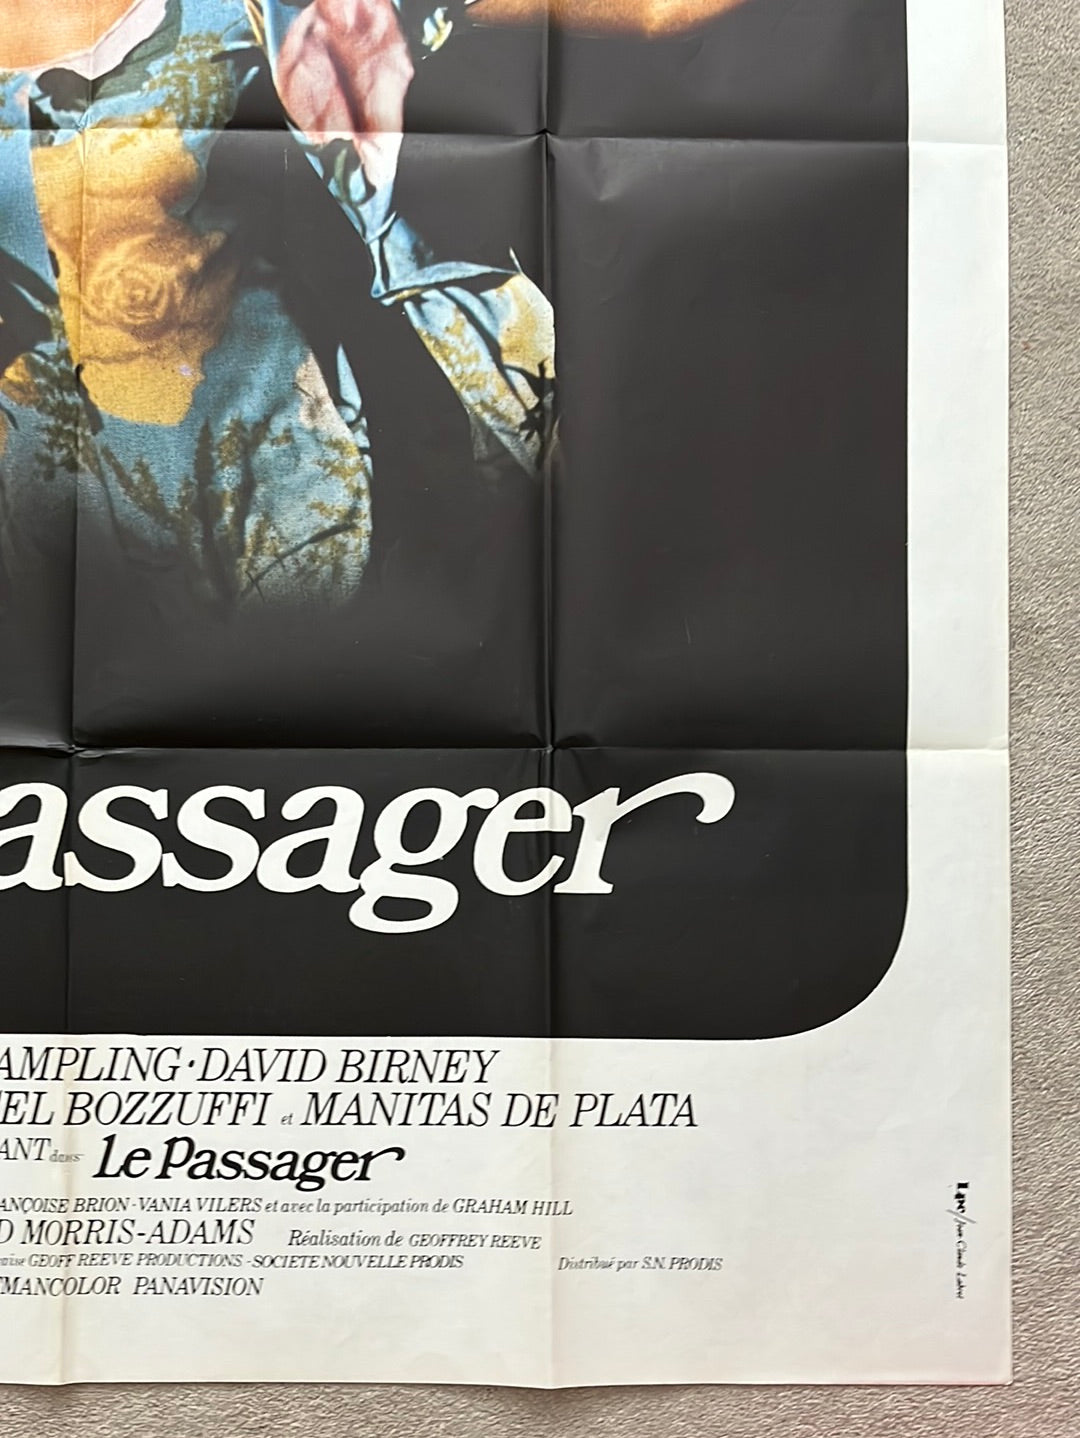 assager
AMPLING · DAVID BIRNEY
EL BOZZUFFI et MANITAS DE PLATA
ANT dans Le Passager
ANÇOISE BRION - VANIA VILERS et avec la participation de GRAHAM HILL
D MORRIS-ADAMS Réalisation de GEOFFREY REEVE
GEOFF REEVE PRODUCTIONS - SOCIETE NOUVELLE PRODIS Distribué par S.N. PRODIS
MANCOLOR PANAVISION